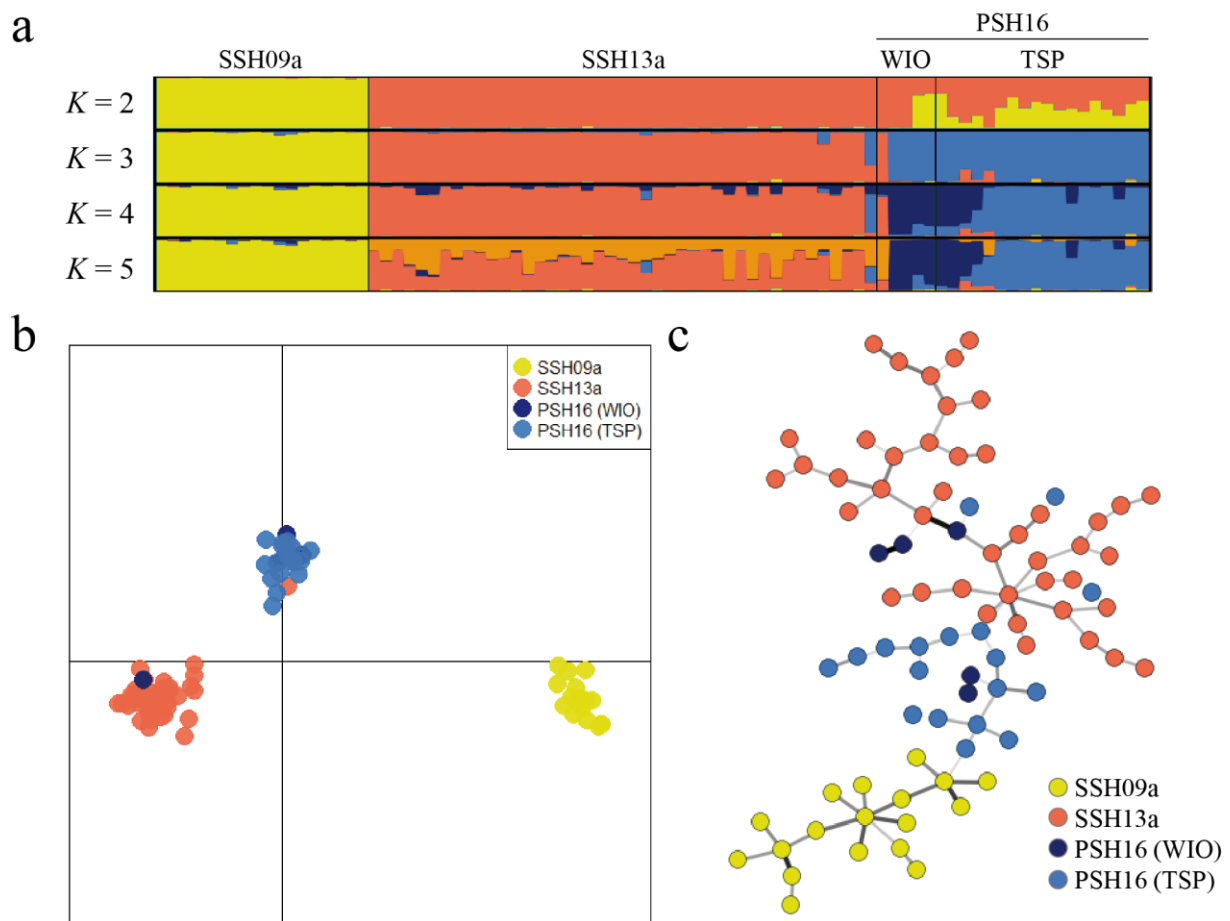 a
PSH16
SSH09a SSH13a WIO TSP
K = 2
K = 3
K = 4
K = 5
b
SSH09a
SSH13a
PSH16 (WIO)
PSH16 (TSP)
c
SSH09a
SSH13a
PSH16 (WIO)
PSH16 (TSP)